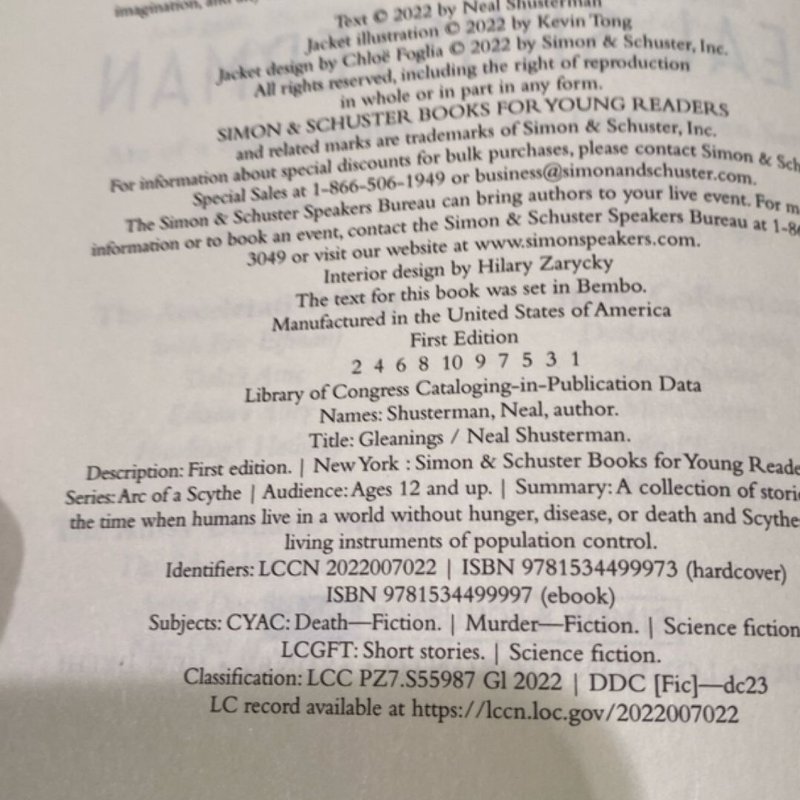 imagination, and any
Text © 2022 by Neal Shusterman
Jacket illustration © 2022 by Kevin Tong
Jacket design by Chloë Foglia © 2022 by Simon & Schuster, Inc.
All rights reserved, including the right of reproduction
in whole or in part in any form.
SIMON & SCHUSTER BOOKS FOR YOUNG READERS
and related marks are trademarks of Simon & Schuster, Inc.
For information about special discounts for bulk purchases, please contact Simon & Sch
Special Sales at 1-866-506-1949 or business@simonandschuster.com.
The Simon & Schuster Speakers Bureau can bring authors to your live event. For m
information or to book an event, contact the Simon & Schuster Speakers Bureau at 1-86
3049 or visit our website at www.simonspeakers.com.
Interior design by Hilary Zarycky
The text for this book was set in Bembo.
Manufactured in the United States of America
First Edition
2 4 6 8 10 9 7 5 3 1
Library of Congress Cataloging-in-Publication Data
Names: Shusterman, Neal, author.
Title: Gleanings / Neal Shusterman.
Description: First edition. | New York : Simon & Schuster Books for Young Reade
Series: Arc of a Scythe | Audience: Ages 12 and up. | Summary: A collection of storie
the time when humans live in a world without hunger, disease, or death and Scythe
living instruments of population control.
Identifiers: LCCN 2022007022 | ISBN 9781534499973 (hardcover)
ISBN 9781534499997 (ebook)
Subjects: CYAC: Death—Fiction. | Murder—Fiction. | Science fiction
LCGFT: Short stories. | Science fiction.
Classification: LCC PZ7.S55987 Gl 2022 | DDC [Fic]—dc23
LC record available at https://lccn.loc.gov/2022007022